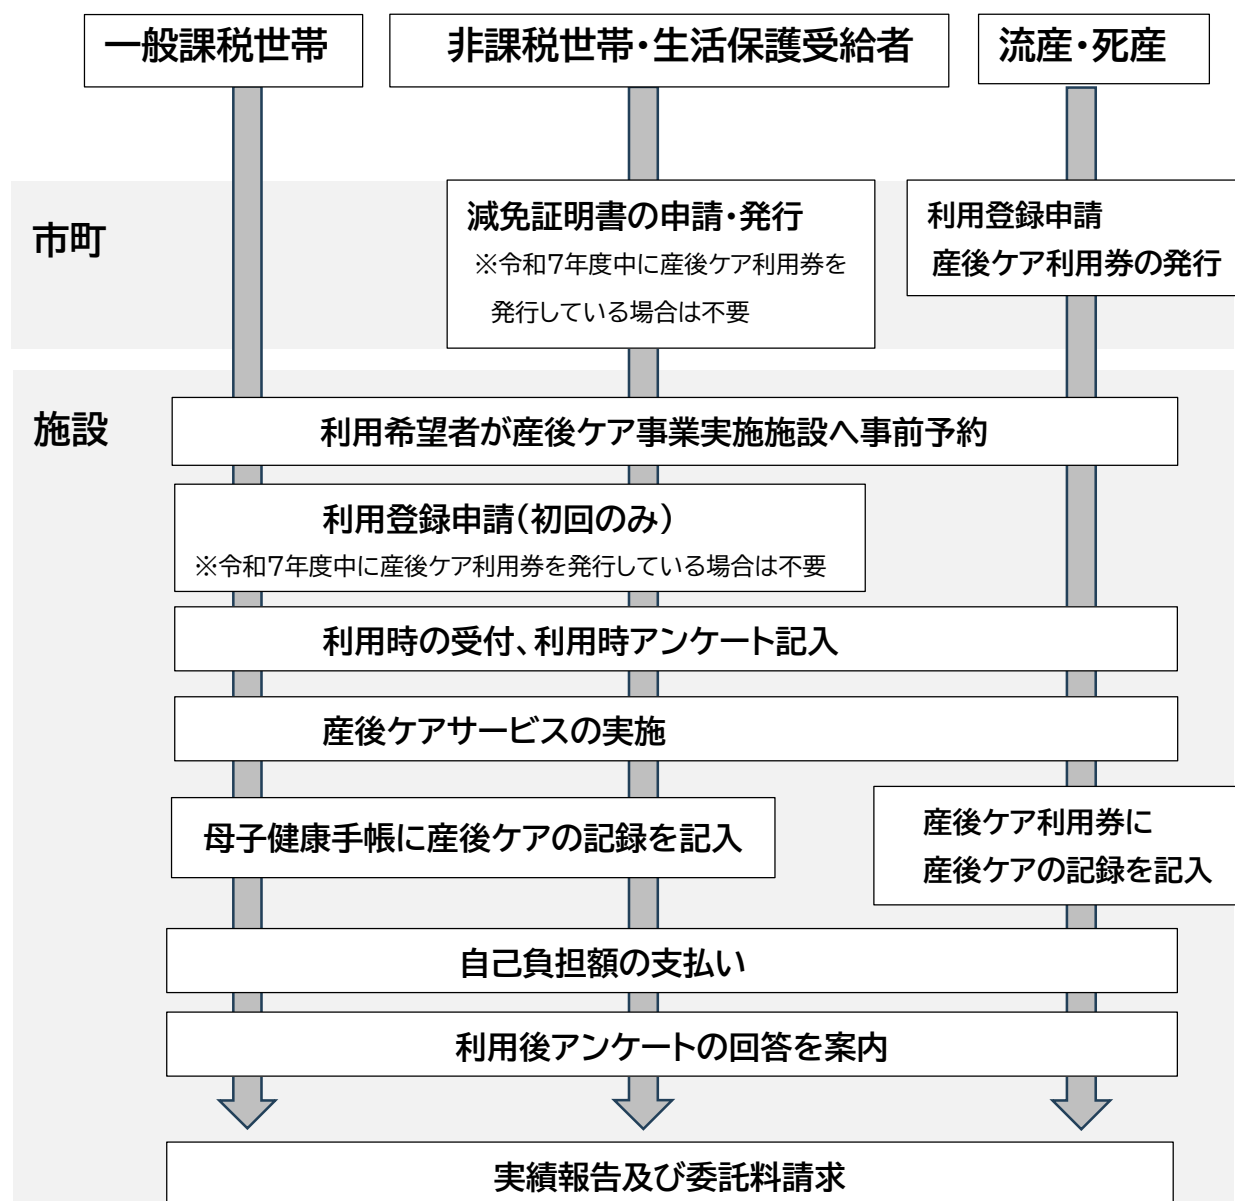 一般課税世帯
非課税世帯・生活保護受給者
流産・死産
市町
減免証明書の申請・発行
※令和7年度中に産後ケア利用券を
発行している場合は不要
利用登録申請
産後ケア利用券の発行
施設
利用希望者が産後ケア事業実施施設へ事前予約
利用登録申請(初回のみ)
※令和7年度中に産後ケア利用券を発行している場合は不要
利用時の受付、利用時アンケート記入
産後ケアサービスの実施
母子健康手帳に産後ケアの記録を記入
産後ケア利用券に
産後ケアの記録を記入
自己負担額の支払い
利用後アンケートの回答を案内
実績報告及び委託料請求